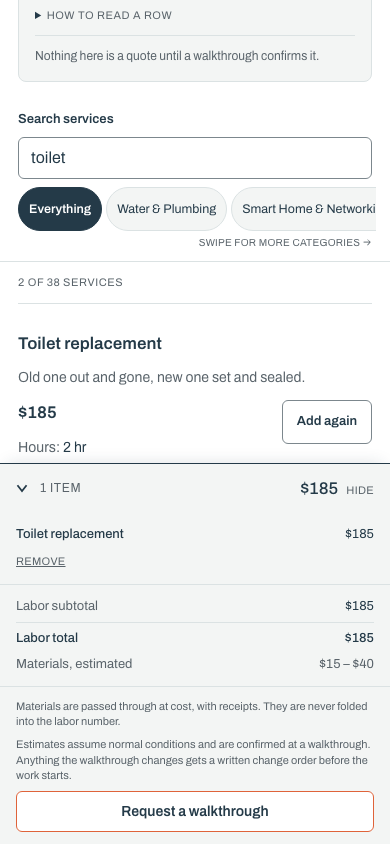 HOW TO READ A ROW
Nothing here is a quote until a walkthrough confirms it.
Search services
toilet
Everything
Water & Plumbing
Smart Home & Networki
SWIPE FOR MORE CATEGORIES →
2 OF 38 SERVICES
Toilet replacement
Old one out and gone, new one set and sealed.
$185
Add again
Hours: 2 hr
1 ITEM
$185 HIDE
Toilet replacement $185
REMOVE
Labor subtotal $185
Labor total $185
Materials, estimated $15 – $40
Materials are passed through at cost, with receipts. They are never folded
into the labor number.
Estimates assume normal conditions and are confirmed at a walkthrough.
Anything the walkthrough changes gets a written change order before the
work starts.
Request a walkthrough